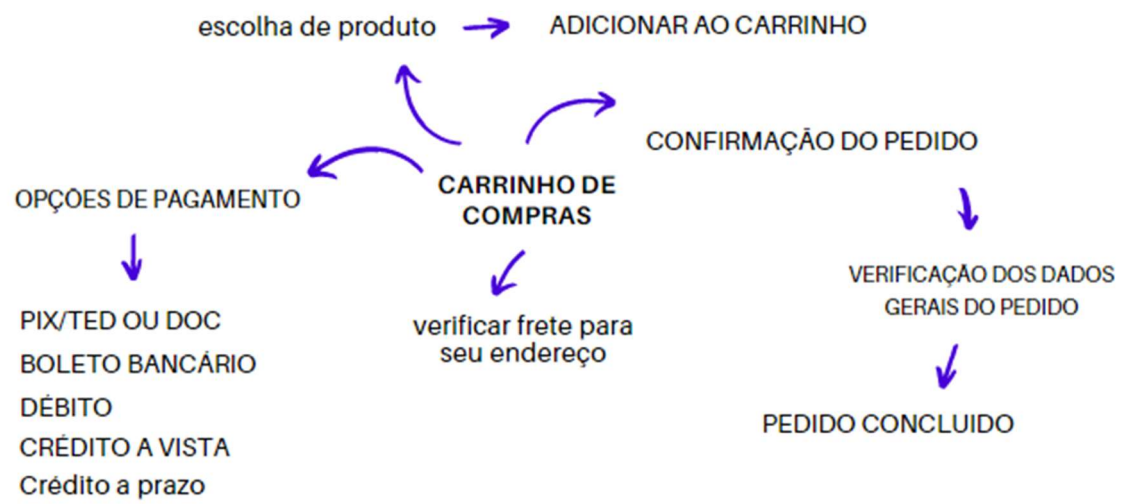 escolha de produto
ADICIONAR AO CARRINHO
CONFIRMAÇÃO DO PEDIDO
CARRINHO DE
COMPRAS
OPÇÕES DE PAGAMENTO
VERIFICAÇÃO DOS DADOS
GERAIS DO PEDIDO
PIX/TED OU DOC
BOLETO BANCÁRIO
DÉBITO
CRÉDITO A VISTA
Crédito a prazo
verificar frete para
seu endereço
PEDIDO CONCLUIDO